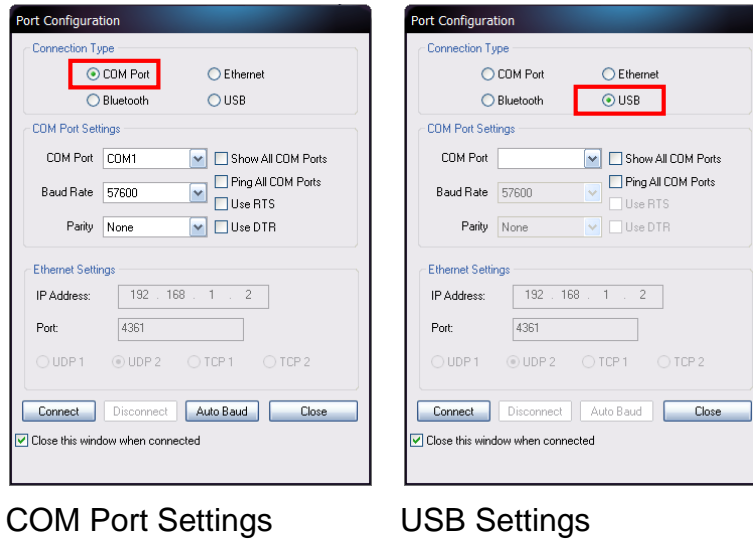 Port Configuration
Connection Type
COM Port Ethernet
Bluetooth USB
COM Port Settings
COM Port COM1 Show All COM Ports
Ping All COM Ports
Baud Rate 57600
Use RTS
Parity None Use DTR
Ethernet Settings
IP Address: 192 . 168 . 1 . 2
Port: 4361
UDP 1 UDP 2 TCP 1 TCP 2
Connect Disconnect Auto Baud Close
Close this window when connected
COM Port Settings
Port Configuration
Connection Type
COM Port Ethernet
Bluetooth USB
COM Port Settings
COM Port Show All COM Ports
Ping All COM Ports
Baud Rate 57600
Use RTS
Parity None Use DTR
Ethernet Settings
IP Address: 192 . 168 . 1 . 2
Port: 4361
UDP 1 UDP 2 TCP 1 TCP 2
Connect Disconnect Auto Baud Close
Close this window when connected
USB Settings